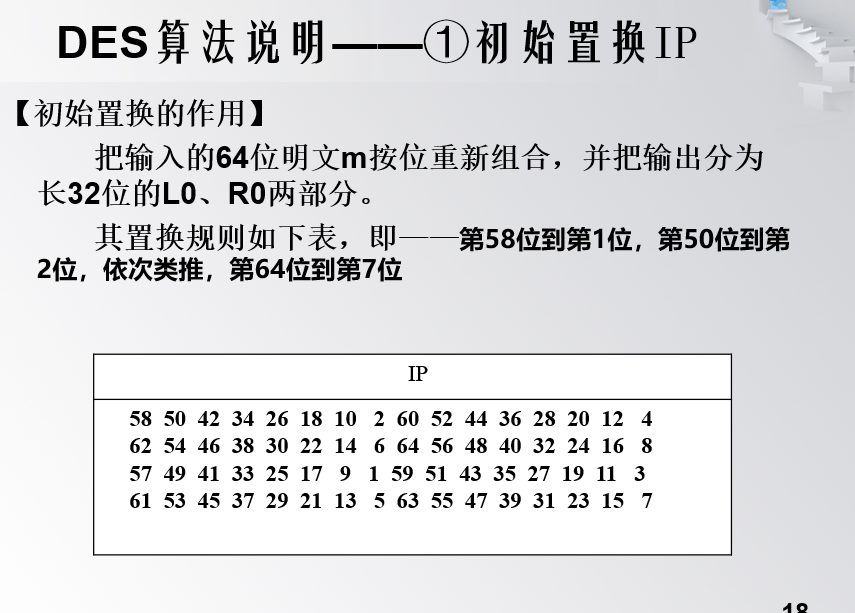 DES算法说明——①初始置换IP
【初始置换的作用】
把输入的64位明文m按位重新组合，并把输出分为
长32位的L0、R0两部分。
其置换规则如下表，即——第58位到第1位，第50位到第
2位，依次类推，第64位到第7位
IP
58 50 42 34 26 18 10 2 60 52 44 36 28 20 12 4
62 54 46 38 30 22 14 6 64 56 48 40 32 24 16 8
57 49 41 33 25 17 9 1 59 51 43 35 27 19 11 3
61 53 45 37 29 21 13 5 63 55 47 39 31 23 15 7
18